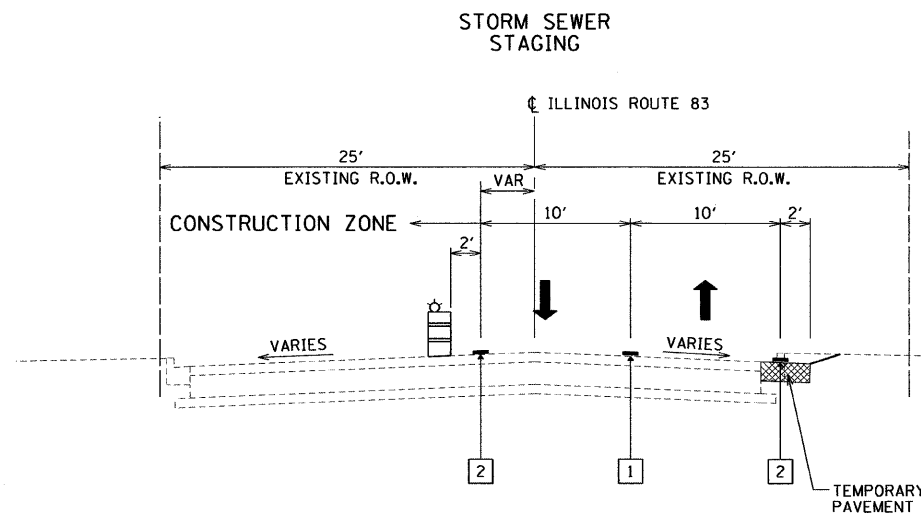 STORM SEWER
STAGING
℄ ILLINOIS ROUTE 83
25' 25'
EXISTING R.O.W. EXISTING R.O.W.
VAR
CONSTRUCTION ZONE 10' 10' 2'
2'
VARIES VARIES
2 1 2
TEMPORARY
PAVEMENT